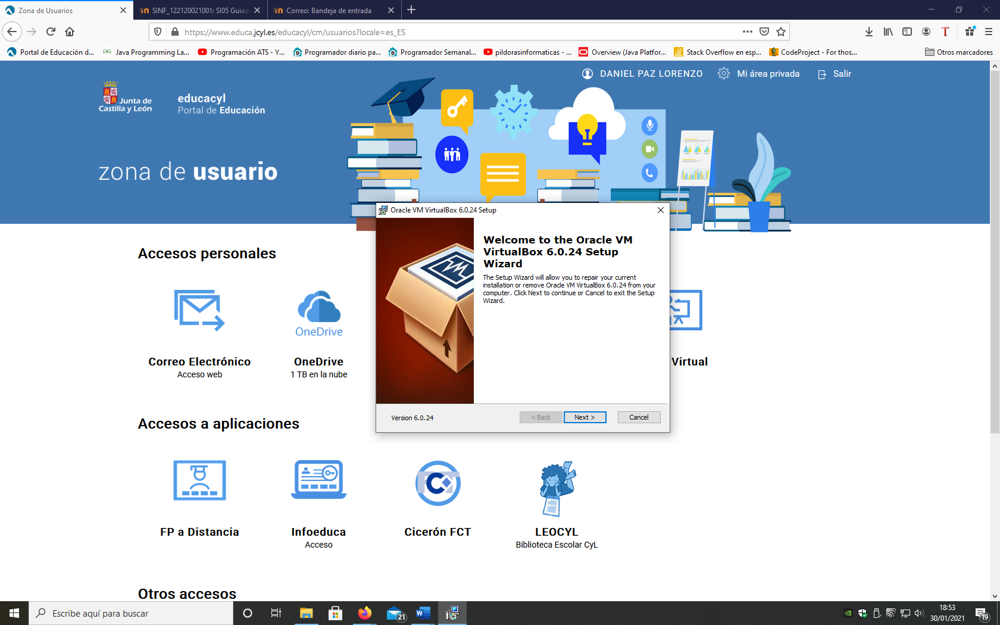 Zona de Usuarios
SINF_122120021001: SI05 Guiad
Correo: Bandeja de entrada
https://www.educa.jcyl.es/educacyl/cm/usuarios?locale=es_ES
Portal de Educación d...
Java Programming La...
Programación ATS - Y...
Programador diario pa...
Programador Semanal...
pildorasinformaticas - ...
Overview (Java Platfor...
Stack Overflow en esp...
CodeProject - For thos...
Otros marcadores
DANIEL PAZ LORENZO
Mi área privada
Salir
Junta de
Castilla y León
educacyl
Portal de Educación
zona de usuario
Oracle VM VirtualBox 6.0.24 Setup
Welcome to the Oracle VM
VirtualBox 6.0.24 Setup
Wizard
The Setup Wizard will allow you to repair your current
installation or remove Oracle VM VirtualBox 6.0.24 from your
computer. Click Next to continue or Cancel to exit the Setup
Wizard.
Version 6.0.24
< Back
Next >
Cancel
Accesos personales
OneDrive
Correo Electrónico
Acceso web
OneDrive
1 TB en la nube
Virtual
Accesos a aplicaciones
FCT
FP a Distancia
Infoeduca
Acceso
Cicerón FCT
LEOCYL
Biblioteca Escolar CyL
Otros accesos
Escribe aquí para buscar
21
18:53
30/01/2021
19